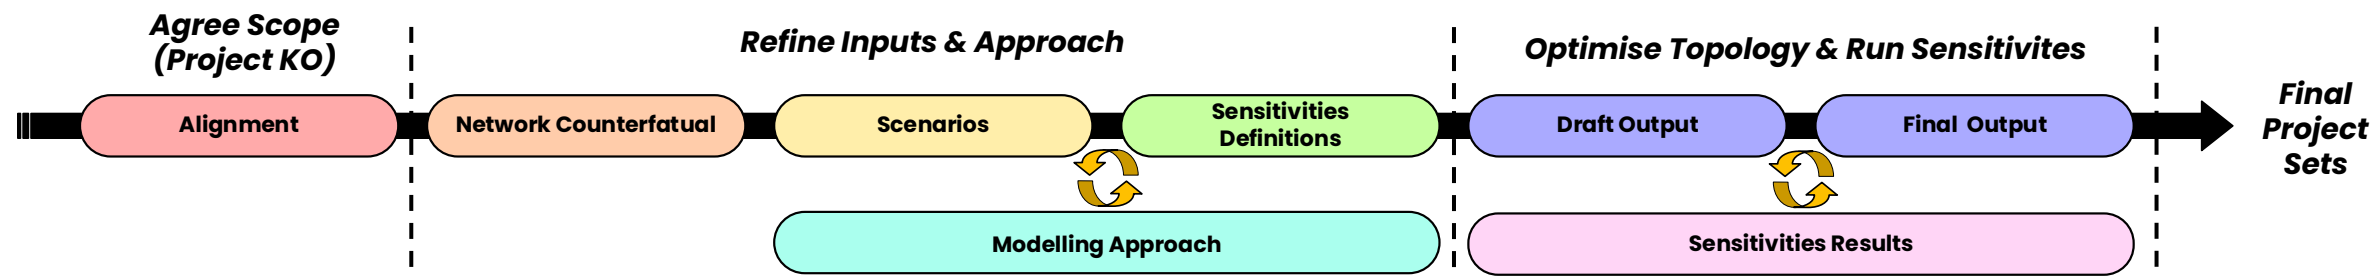 Agree Scope
(Project KO)
Refine Inputs & Approach
Optimise Topology & Run Sensitivites
Alignment
Network Counterfatual
Scenarios
Sensitivities
Definitions
Draft Output
Final Output
Final
Project
Sets
Modelling Approach
Sensitivities Results